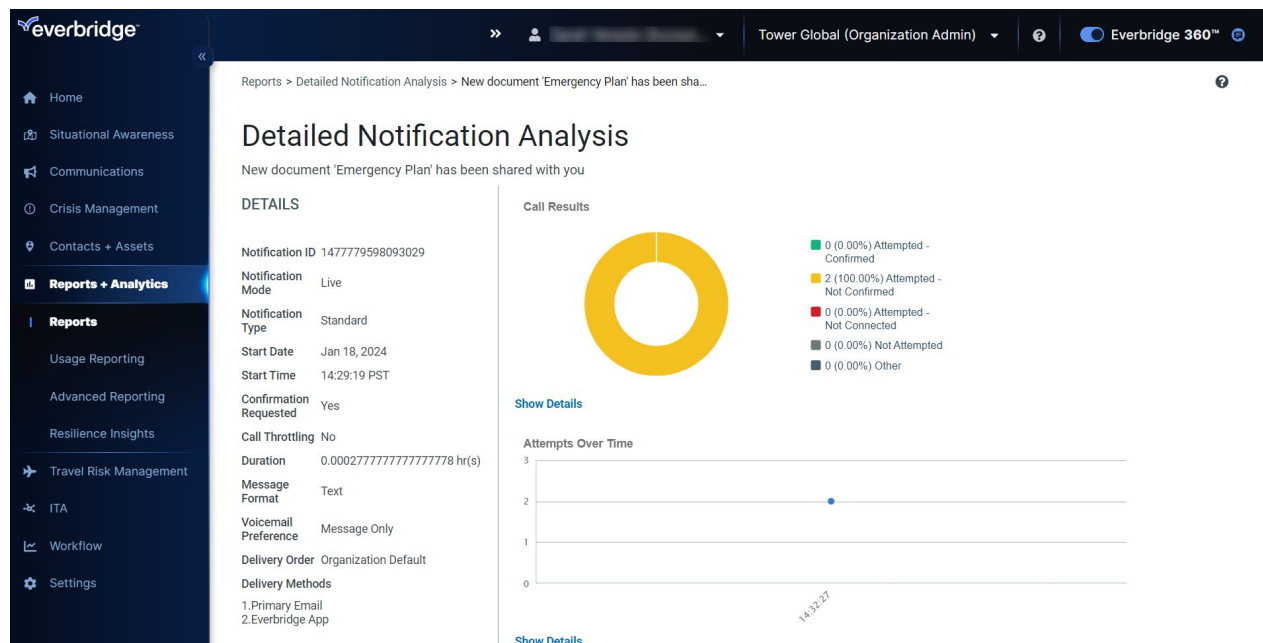 everbridge™
»
Tower Global (Organization Admin)
?
Everbridge 360™
«
Home
Situational Awareness
Communications
Crisis Management
Contacts + Assets
Reports + Analytics
Reports
Usage Reporting
Advanced Reporting
Resilience Insights
Travel Risk Management
ITA
Workflow
Settings
Reports > Detailed Notification Analysis > New document 'Emergency Plan' has been sha...
?
Detailed Notification Analysis
New document 'Emergency Plan' has been shared with you
DETAILS
Notification ID 1477779598093029
Notification
Mode
Live
Notification
Type
Standard
Start Date Jan 18, 2024
Start Time 14:29:19 PST
Confirmation
Requested
Yes
Call Throttling No
Duration 0.0002777777777777778 hr(s)
Message
Format
Text
Voicemail
Preference
Message Only
Delivery Order Organization Default
Delivery Methods
1.Primary Email
2.Everbridge App
Call Results
0 (0.00%) Attempted -
Confirmed
2 (100.00%) Attempted -
Not Confirmed
0 (0.00%) Attempted -
Not Connected
0 (0.00%) Not Attempted
0 (0.00%) Other
Show Details
Attempts Over Time
3
2
1
0
14:32:27
Show Details